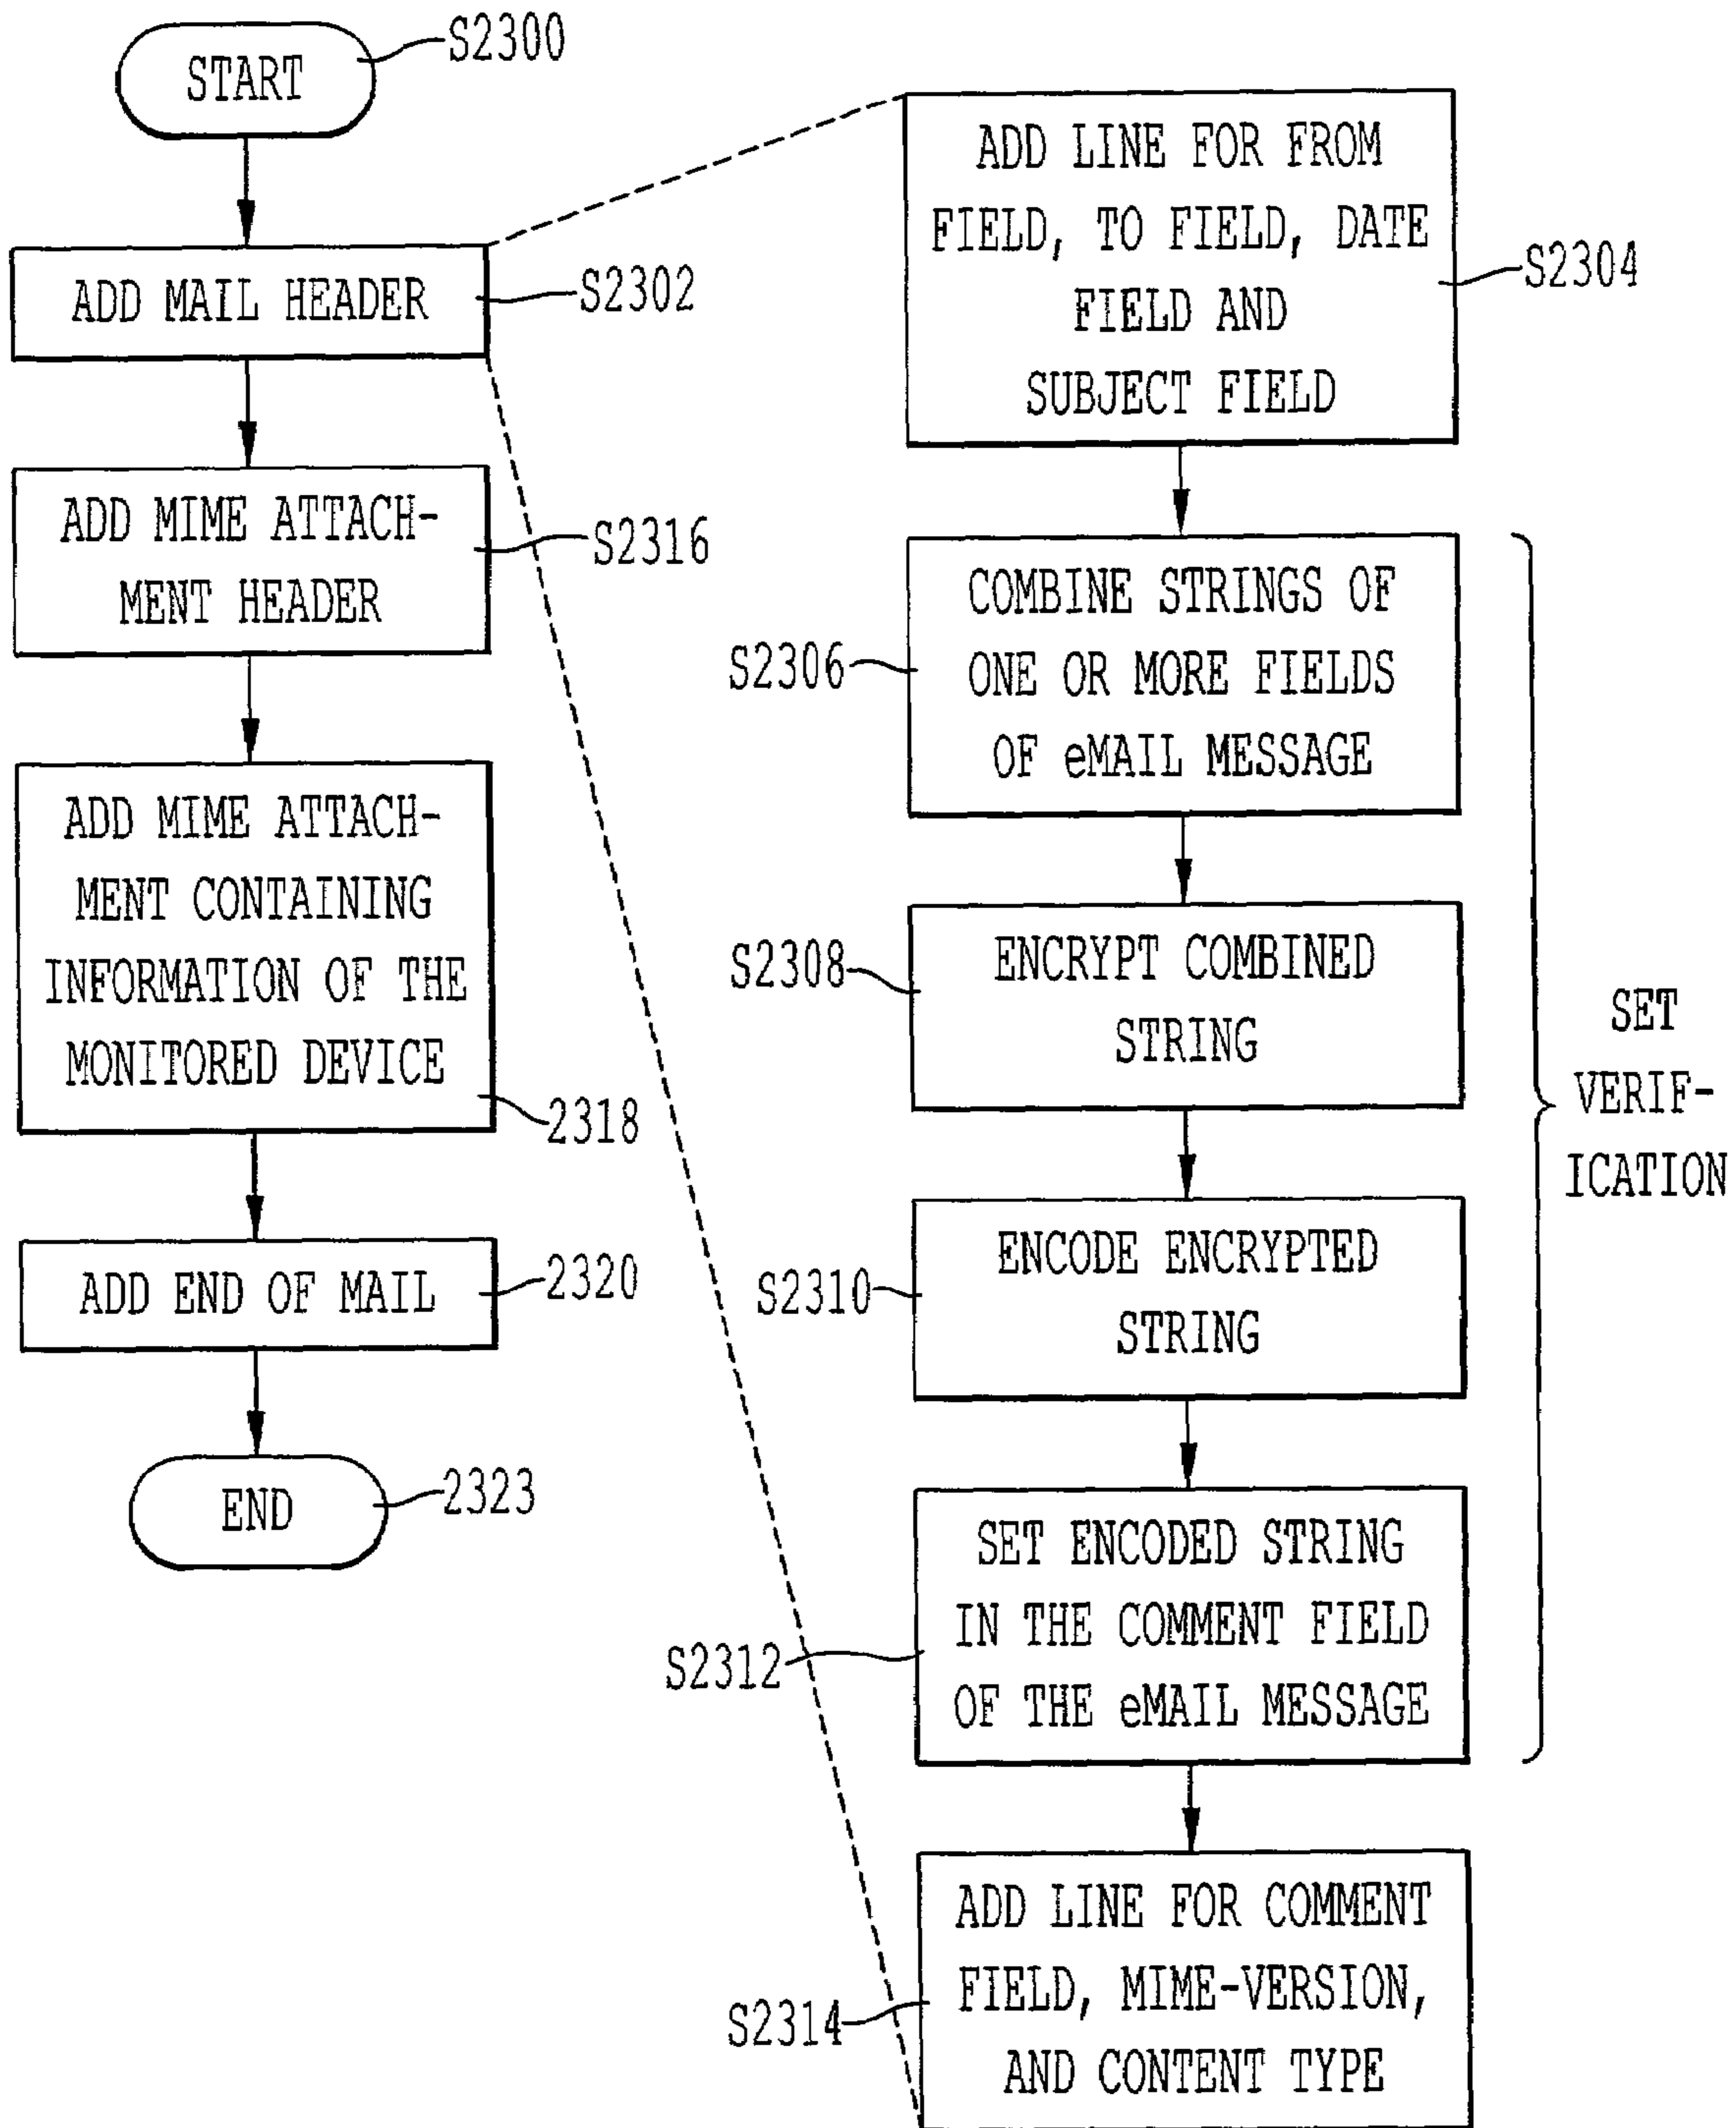 START
S2300
ADD MAIL HEADER
S2302
ADD MIME ATTACH-
MENT HEADER
S2316
ADD MIME ATTACH-
MENT CONTAINING
INFORMATION OF THE
MONITORED DEVICE
2318
ADD END OF MAIL
2320
END
2323
ADD LINE FOR FROM
FIELD, TO FIELD, DATE
FIELD AND
SUBJECT FIELD
S2304
COMBINE STRINGS OF
ONE OR MORE FIELDS
OF eMAIL MESSAGE
S2306
ENCRYPT COMBINED
STRING
S2308
ENCODE ENCRYPTED
STRING
S2310
SET ENCODED STRING
IN THE COMMENT FIELD
OF THE eMAIL MESSAGE
S2312
SET
VERIF-
ICATION
ADD LINE FOR COMMENT
FIELD, MIME-VERSION,
AND CONTENT TYPE
S2314